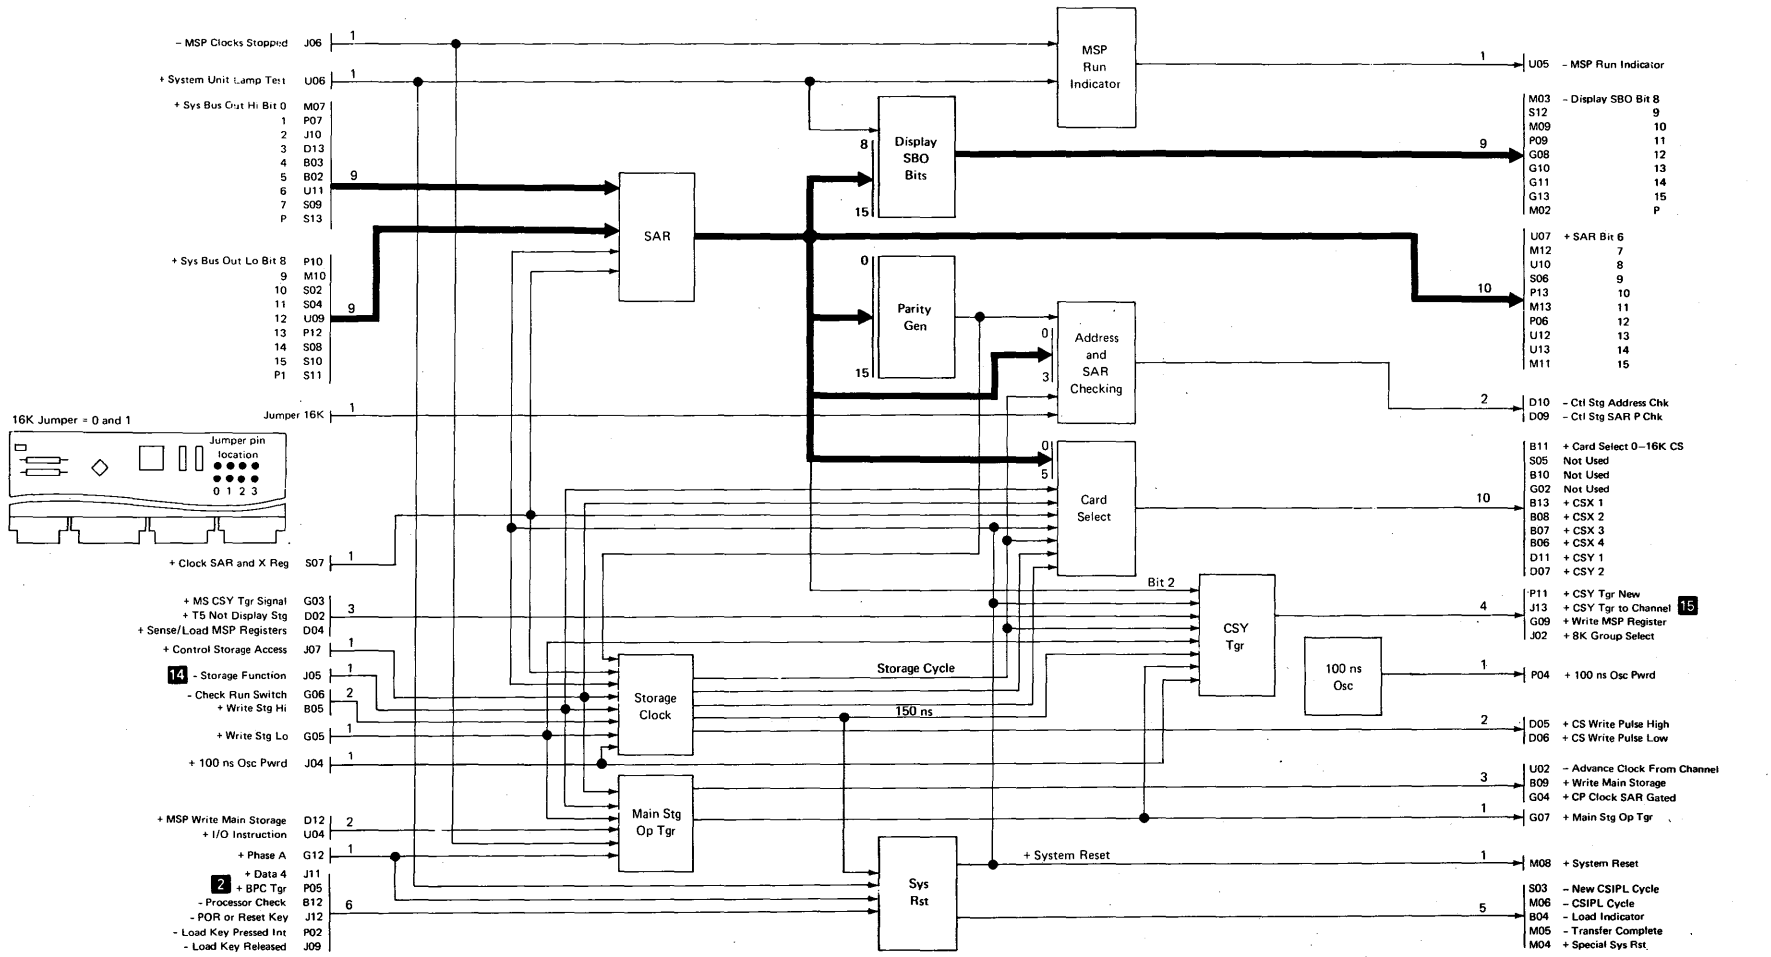 - MSP Clocks Stopped J06 1
+ System Unit Lamp Test U06 1
+ Sys Bus Out Hi Bit 0 M07
1 P07
2 J10
3 D13
4 B03
5 B02 9
6 U11
7 S09
P S13
+ Sys Bus Out Lo Bit 8 P10
9 M10
10 S02
11 S04
12 U09 9
13 P12
14 S08
15 S10
P1 S11
Jumper 16K 1
16K Jumper = 0 and 1
Jumper pin
location
0 1 2 3
+ Clock SAR and X Reg S07 1
+ MS CSY Tgr Signal G03
+ T5 Not Display Stg D02 3
+ Sense/Load MSP Registers D04
+ Control Storage Access J07 1
14 - Storage Function J05 1
- Check Run Switch G06 2
+ Write Stg Hi B05
+ Write Stg Lo G05 1
+ 100 ns Osc Pwrd J04 1
+ MSP Write Main Storage D12 2
+ I/O Instruction U04
+ Phase A G12 1
+ Data 4 J11
2 + BPC Tgr P05
- Processor Check B12
- POR or Reset Key J12 6
- Load Key Pressed Int P02
- Load Key Released J09
SAR
MSP
Run
Indicator
8
Display
SBO
Bits
15
0
Parity
Gen
15
0
Address
and
SAR
Checking
3
0
5
Card
Select
Bit 2
CSY
Tgr
Storage Cycle
Storage
Clock
150 ns
Main Stg
Op Tgr
100 ns
Osc
Sys
Rst
+ System Reset
1 U05 - MSP Run Indicator
M03 - Display SBO Bit 8
S12 9
M09 10
9 P09 11
G08 12
G10 13
G11 14
G13 15
M02 P
U07 + SAR Bit 6
M12 7
U10 8
S06 9
10 P13 10
M13 11
P06 12
U12 13
U13 14
M11 15
2 D10 - Ctl Stg Address Chk
D09 - Ctl Stg SAR P Chk
B11 + Card Select 0–16K CS
S05 Not Used
B10 Not Used
G02 Not Used
10 B13 + CSX 1
B08 + CSX 2
B07 + CSX 3
B06 + CSX 4
D11 + CSY 1
D07 + CSY 2
P11 + CSY Tgr New
4 J13 + CSY Tgr to Channel 15
G09 + Write MSP Register
J02 + 8K Group Select
1 P04 + 100 ns Osc Pwrd
2 D05 + CS Write Pulse High
D06 + CS Write Pulse Low
U02 - Advance Clock From Channel
3 B09 + Write Main Storage
G04 + CP Clock SAR Gated
1 G07 + Main Stg Op Tgr
1 M08 + System Reset
S03 - New CSIPL Cycle
M06 - CSIPL Cycle
5 B04 - Load Indicator
M05 - Transfer Complete
M04 + Special Sys Rst